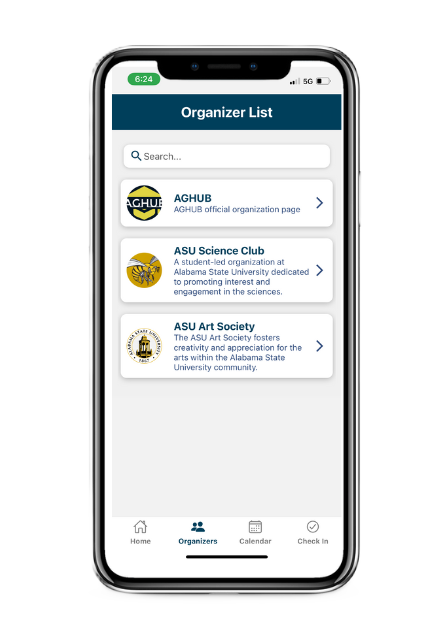 6:24
5G
Organizer List
Search...
AGHUB
AGHUB
AGHUB official organization page
ASU Science Club
A student-led organization at
Alabama State University dedicated
to promoting interest and
engagement in the sciences.
ALABAMA STATE UNIVERSITY
1867
ASU Art Society
The ASU Art Society fosters
creativity and appreciation for the
arts within the Alabama State
University community.
Home
Organizers
Calendar
Check In